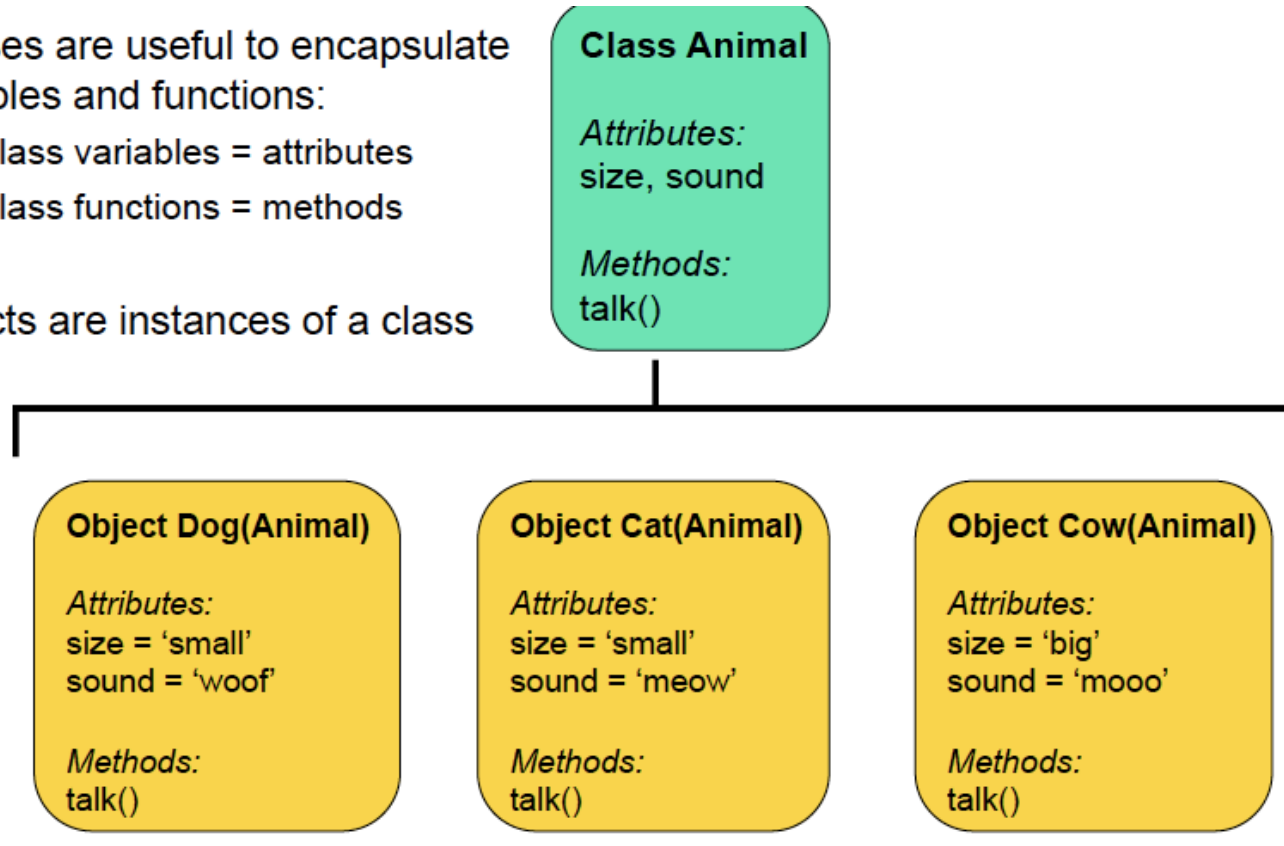 es are useful to encapsulate
bles and functions:
lass variables = attributes
lass functions = methods
cts are instances of a class
Class Animal
Attributes:
size, sound
Methods:
talk()
Object Dog(Animal)
Attributes:
size = ‘small’
sound = ‘woof’
Methods:
talk()
Object Cat(Animal)
Attributes:
size = ‘small’
sound = ‘meow’
Methods:
talk()
Object Cow(Animal)
Attributes:
size = ‘big’
sound = ‘mooo’
Methods:
talk()